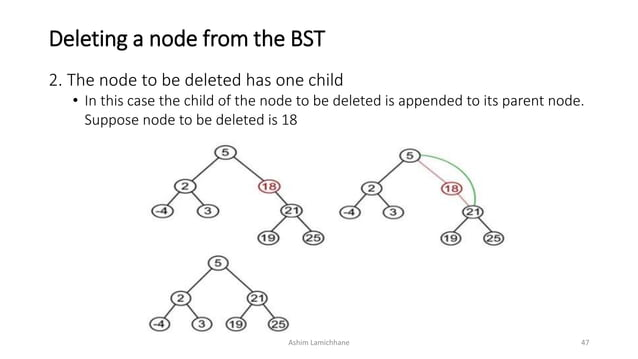 Deleting a node from the BST
2. The node to be deleted has one child
• In this case the child of the node to be deleted is appended to its parent node.
Suppose node to be deleted is 18
5
2 18
-4 3 21
19 25
5
2 18
-4 3 21
19 25
5
2 21
-4 3 19 25
Ashim Lamichhane 47